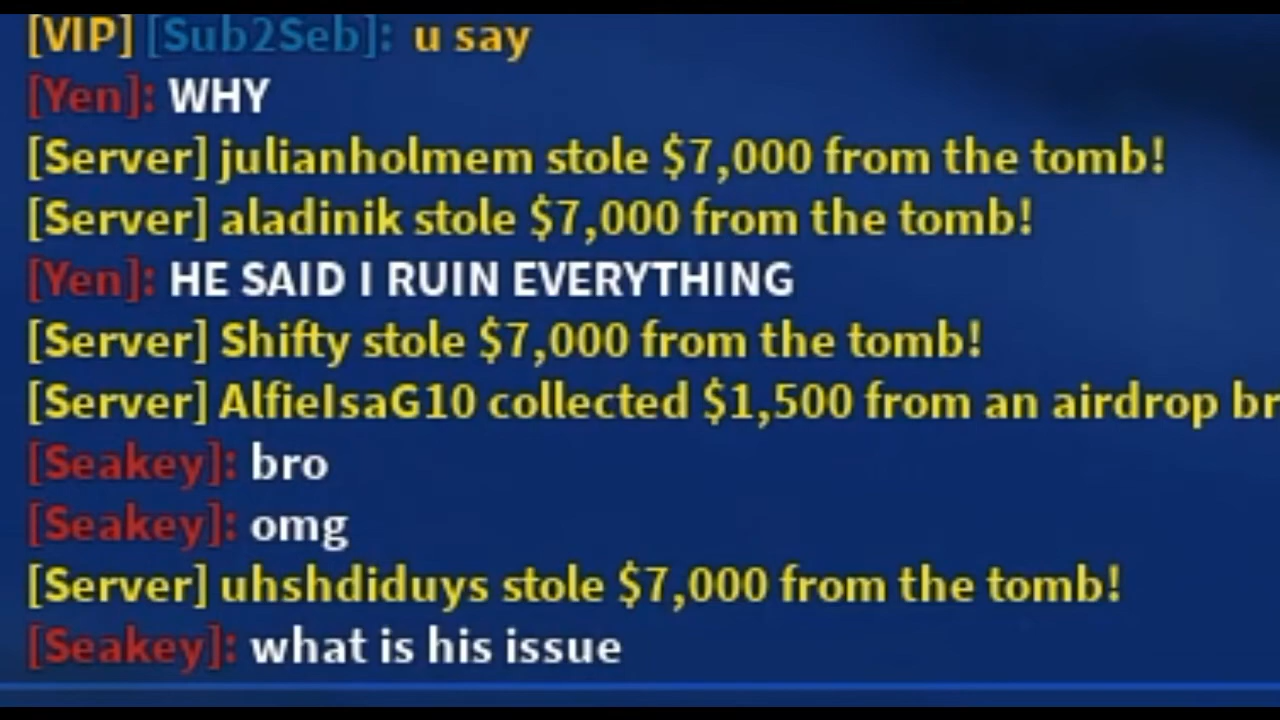 [VIP] [Sub2Seb]: u say
[Yen]: WHY
[Server] julianholmem stole $7,000 from the tomb!
[Server] aladinik stole $7,000 from the tomb!
[Yen]: HE SAID I RUIN EVERYTHING
[Server] Shifty stole $7,000 from the tomb!
[Server] AlfieIsaG10 collected $1,500 from an airdrop br
[Seakey]: bro
[Seakey]: omg
[Server] uhshdiduys stole $7,000 from the tomb!
[Seakey]: what is his issue